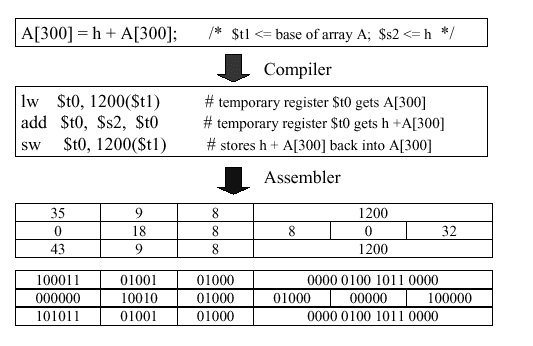 A[300] = h + A[300]; /* $t1 <= base of array A; $s2 <= h */
Compiler
lw $t0, 1200($t1) # temporary register $t0 gets A[300]
add $t0, $s2, $t0 # temporary register $t0 gets h +A[300]
sw $t0, 1200($t1) # stores h + A[300] back into A[300]
Assembler
35 9 8 1200
0 18 8 8 0 32
43 9 8 1200
100011 01001 01000 0000 0100 1011 0000
000000 10010 01000 01000 00000 100000
101011 01001 01000 0000 0100 1011 0000